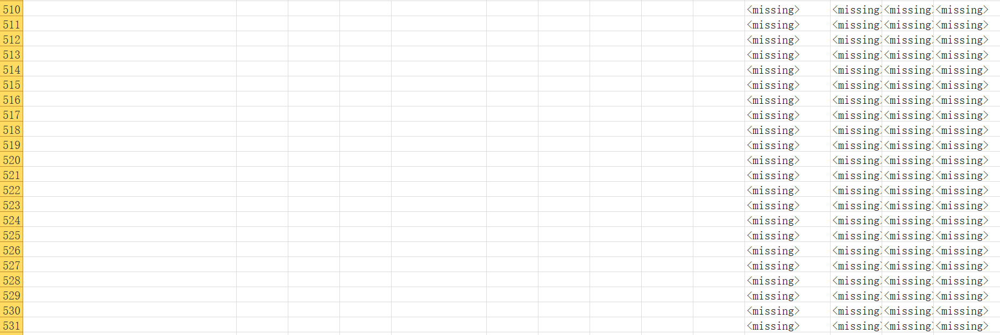 510 <missing> <missing> <missing> <missing>
511 <missing> <missing> <missing> <missing>
512 <missing> <missing> <missing> <missing>
513 <missing> <missing> <missing> <missing>
514 <missing> <missing> <missing> <missing>
515 <missing> <missing> <missing> <missing>
516 <missing> <missing> <missing> <missing>
517 <missing> <missing> <missing> <missing>
518 <missing> <missing> <missing> <missing>
519 <missing> <missing> <missing> <missing>
520 <missing> <missing> <missing> <missing>
521 <missing> <missing> <missing> <missing>
522 <missing> <missing> <missing> <missing>
523 <missing> <missing> <missing> <missing>
524 <missing> <missing> <missing> <missing>
525 <missing> <missing> <missing> <missing>
526 <missing> <missing> <missing> <missing>
527 <missing> <missing> <missing> <missing>
528 <missing> <missing> <missing> <missing>
529 <missing> <missing> <missing> <missing>
530 <missing> <missing> <missing> <missing>
531 <missing> <missing> <missing> <missing>